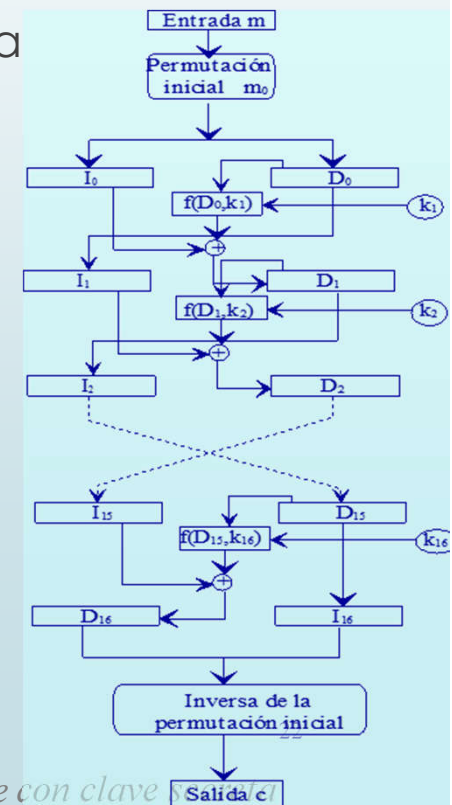 a
Entrada m
Permutación
inicial m₀
I₀
D₀
f(D₀,k₁)
k₁
+
I₁
D₁
f(D₁,k₂)
k₂
+
I₂
D₂
I₁₅
D₁₅
f(D₁₅,k₁₆)
k₁₆
+
D₁₆
I₁₆
Inversa de la
permutación inicial
Salida c
e con clave secreta